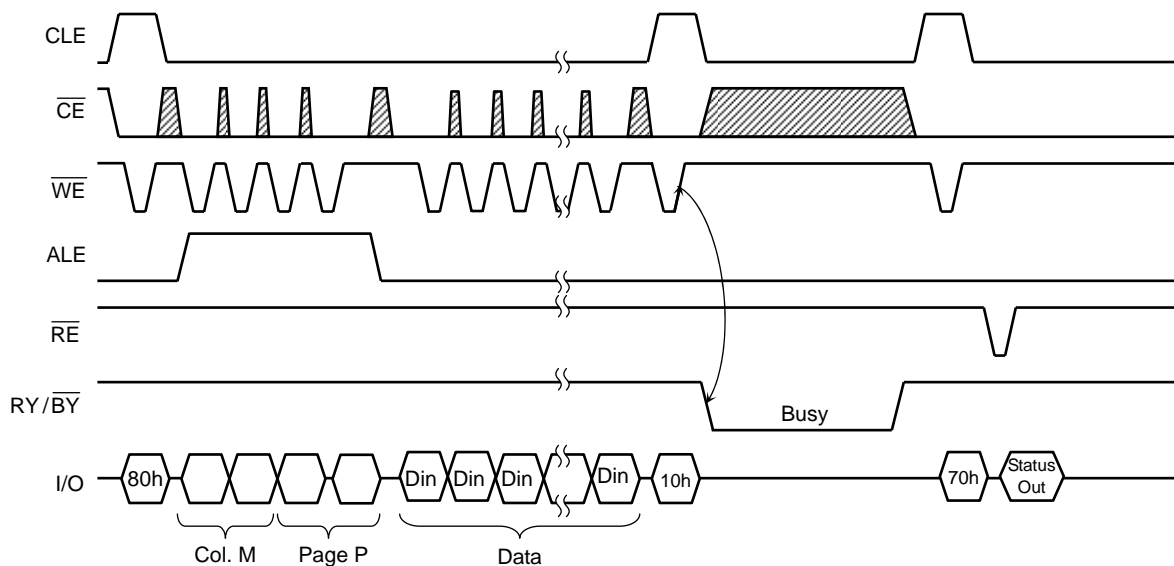 CLE
CE
WE
ALE
RE
RY/BY
Busy
I/O
80h
Din
Din
Din
Din
10h
70h
Status
Out
Col. M
Page P
Data